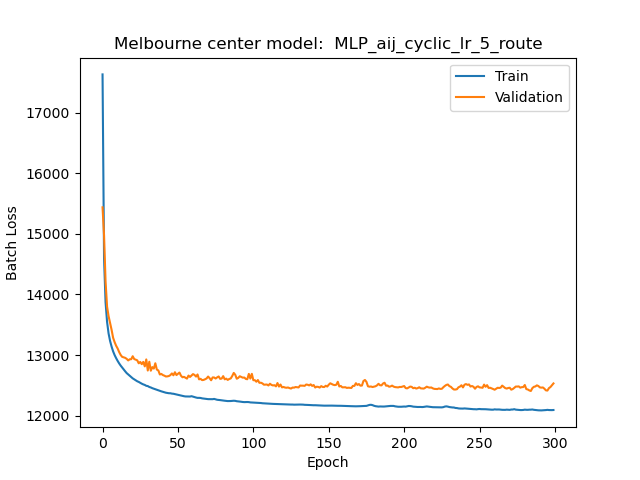 Melbourne center model:  MLP_aij_cyclic_lr_5_route
Train
Validation
Batch Loss
17000
16000
15000
14000
13000
12000
0
50
100
150
200
250
300
Epoch